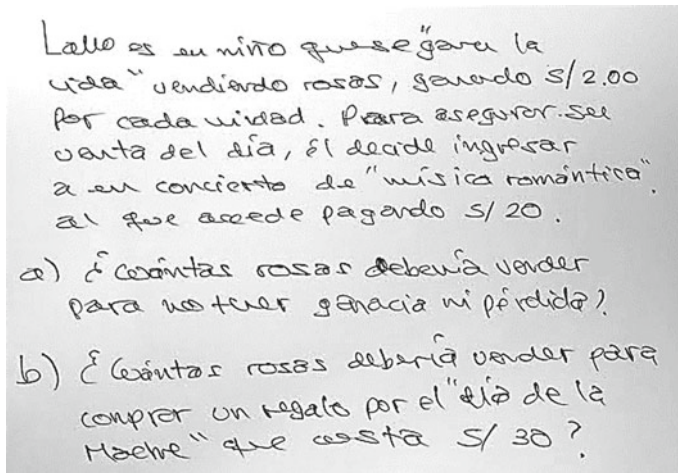 Lalo es un niño que se "gana la
vida" vendiendo rosas, ganando S/2.00
por cada unidad. Para asegurar su
venta del día, él decide ingresar
a un concierto de "música romántica".
al que accede pagando S/ 20.
a) ¿Cuántas rosas debería vender
para no tener ganacia ni pérdida?
b) ¿Cuántas rosas debería vender para
comprar un regalo por el "día de la
Madre" que cuesta S/ 30?